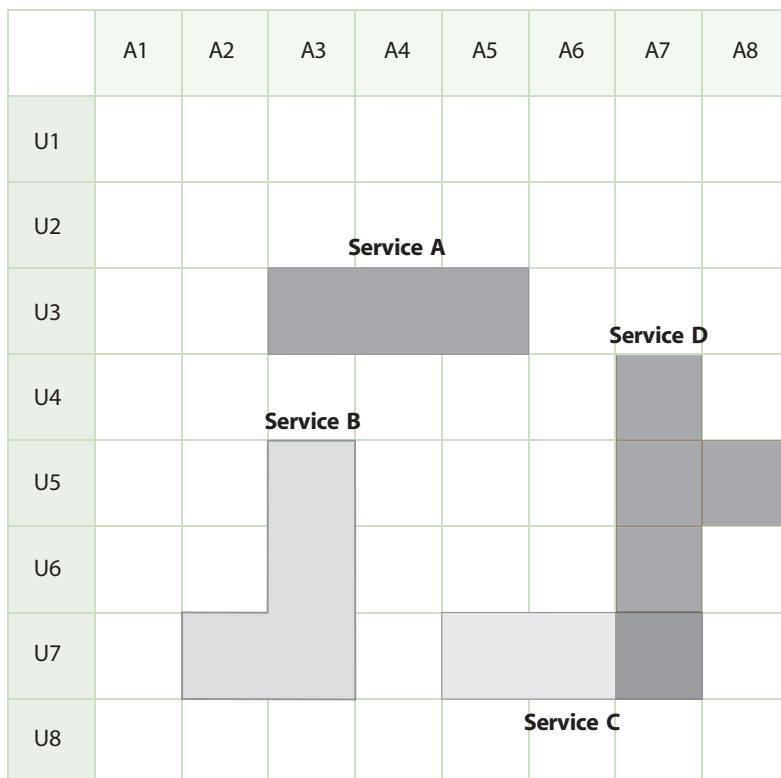 A1 A2 A3 A4 A5 A6 A7 A8
U1
U2
Service A
U3
Service D
U4
Service B
U5
U6
U7
Service C
U8